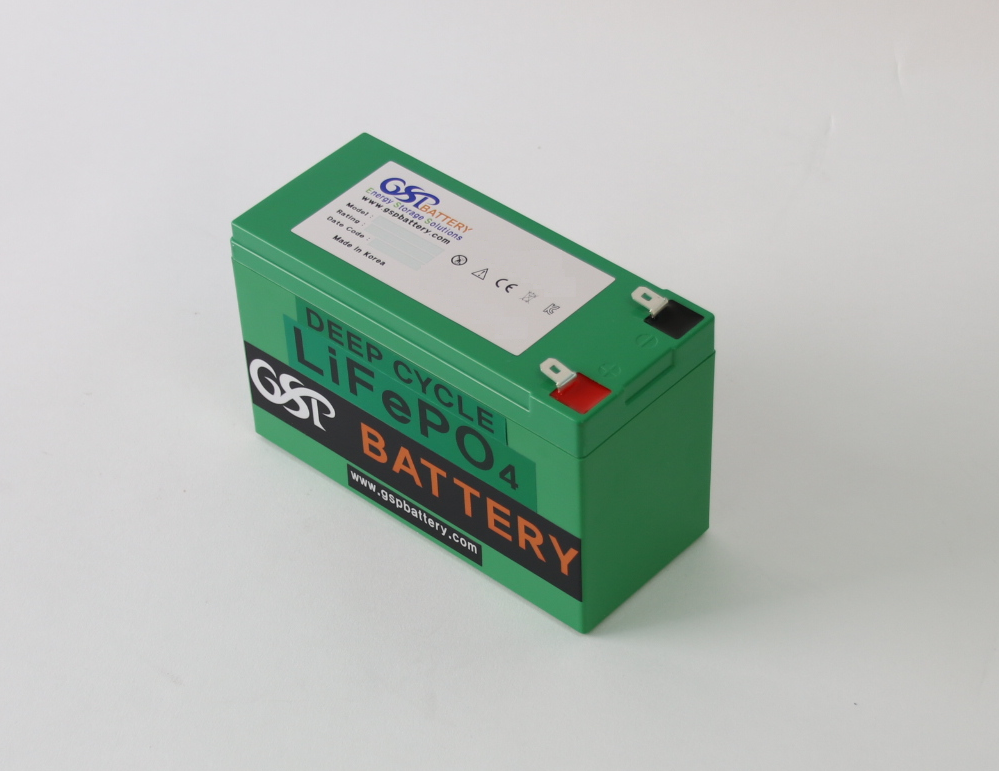 GSP BATTERY
Energy Storage Solutions
www.gspbattery.com
Model :
Rating :
Date Code :
Made In Korea
CE
DEEP CYCLE
LiFePO4
GSP BATTERY
www.gspbattery.com